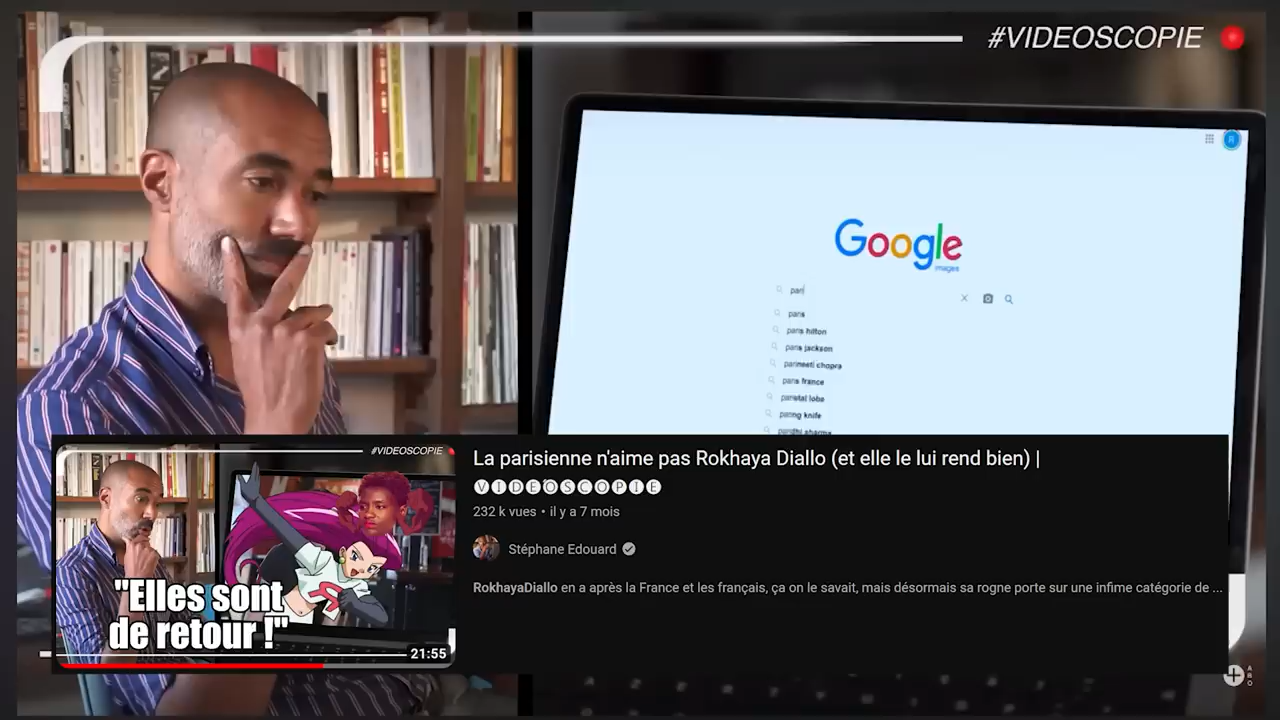 #VIDEOSCOPIE
Google
images
pari
paris
paris hilton
paris jackson
parineeti chopra
paris france
parietal lobe
paring knife
#VIDEOSCOPIE
"Elles sont
de retour !"
21:55
La parisienne n'aime pas Rokhaya Diallo (et elle le lui rend bien) |
🅥🅘🅓🅔🅞🅢🅒🅞🅟🅘🅔
232 k vues • il y a 7 mois
Stéphane Edouard
RokhayaDiallo en a après la France et les français, ça on le savait, mais désormais sa rogne porte sur une infime catégorie de ...
ABO